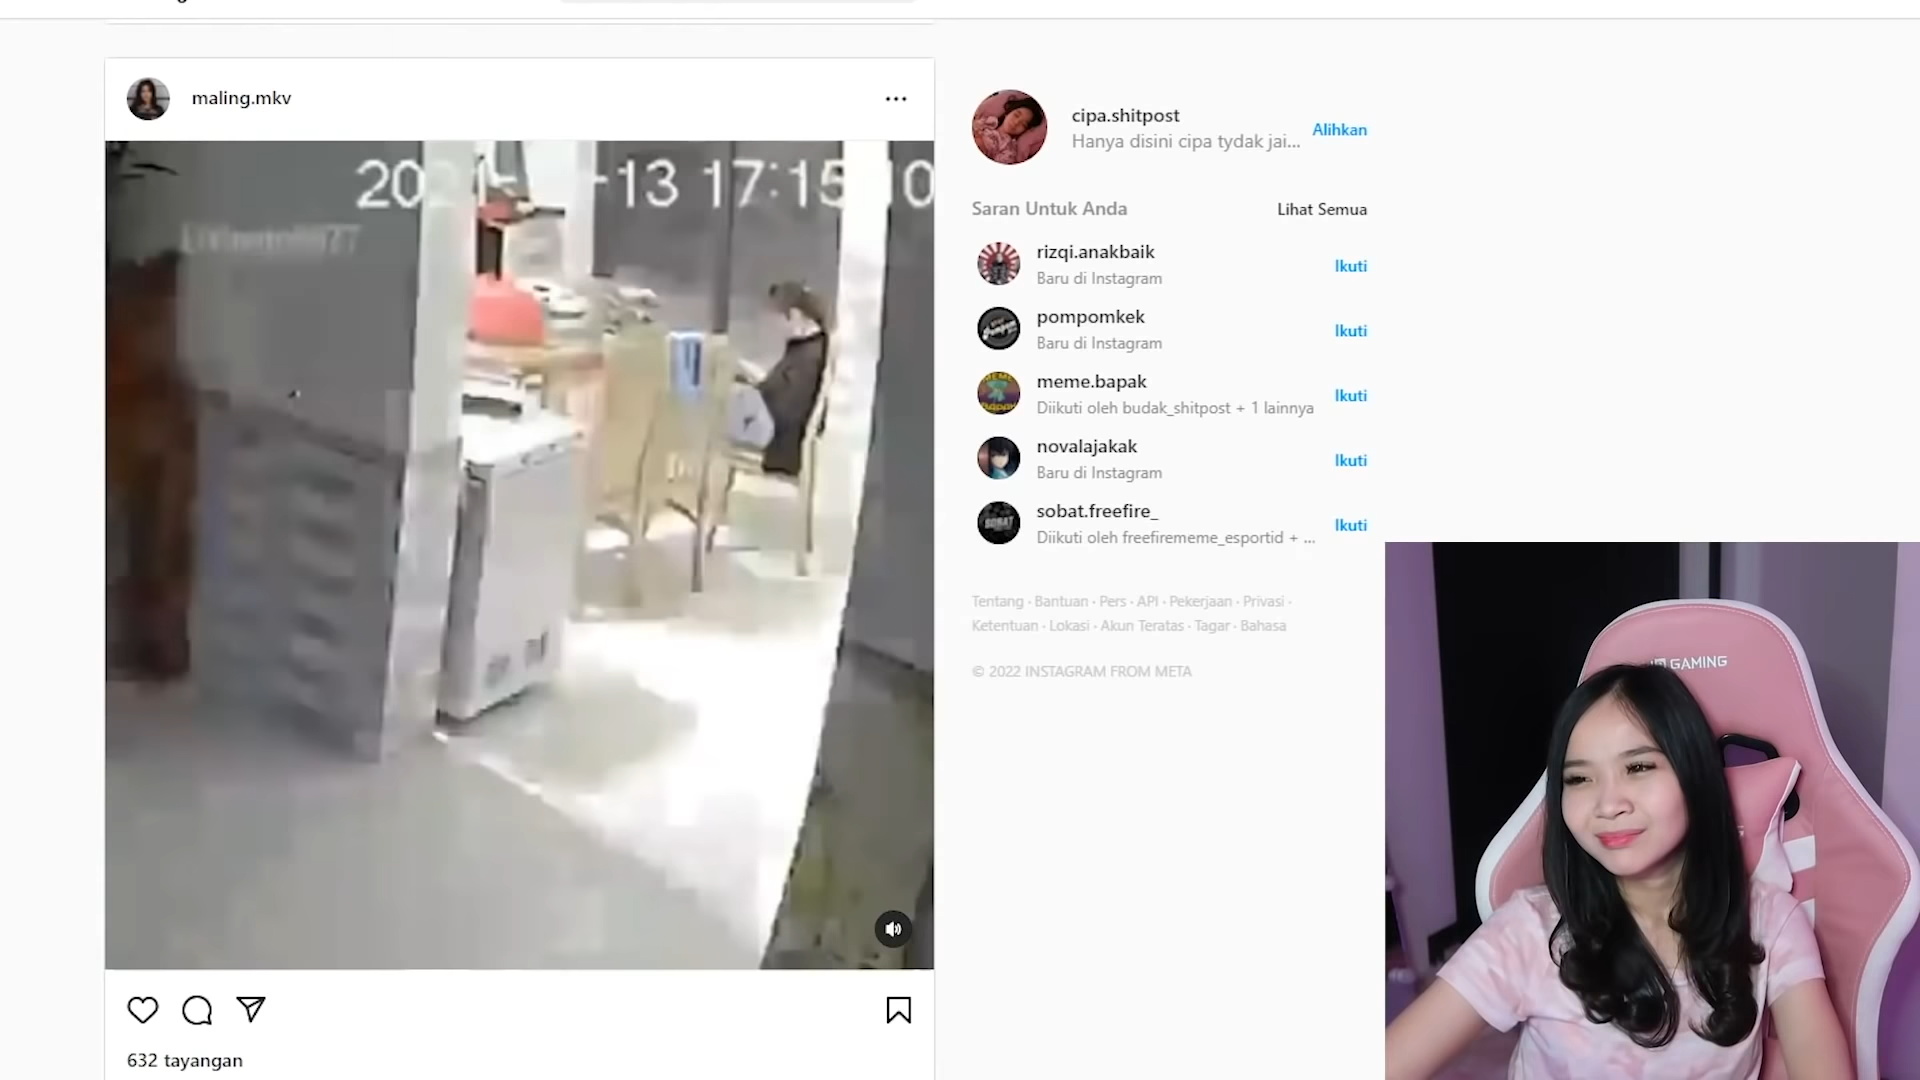 maling.mkv
13 17:15
cipa.shitpost
Hanya disini cipa tydak jai...
Alihkan
Saran Untuk Anda
Lihat Semua
rizqi.anakbaik
Baru di Instagram
Ikuti
pompomkek
Baru di Instagram
Ikuti
meme.bapak
Diikuti oleh budak_shitpost + 1 lainnya
Ikuti
novalajakak
Baru di Instagram
Ikuti
sobat.freefire_
Diikuti oleh freefirememe_esportid + ...
Ikuti
Tentang · Bantuan · Pers · API · Pekerjaan · Privasi ·
Ketentuan · Lokasi · Akun Teratas · Tagar · Bahasa
© 2022 INSTAGRAM FROM META
GAMING
632 tayangan